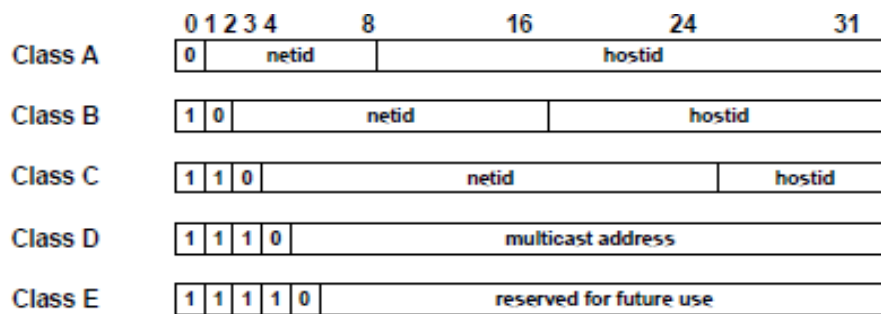 0 1 2 3 4 8 16 24 31
Class A 0 netid hostid
Class B 1 0 netid hostid
Class C 1 1 0 netid hostid
Class D 1 1 1 0 multicast address
Class E 1 1 1 1 0 reserved for future use